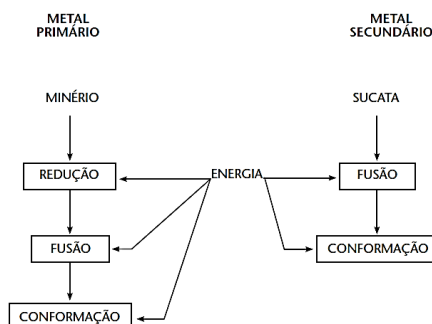 METAL
PRIMÁRIO
METAL
SECUNDÁRIO
MINÉRIO
SUCATA
REDUÇÃO
ENERGIA
FUSÃO
FUSÃO
CONFORMAÇÃO
CONFORMAÇÃO